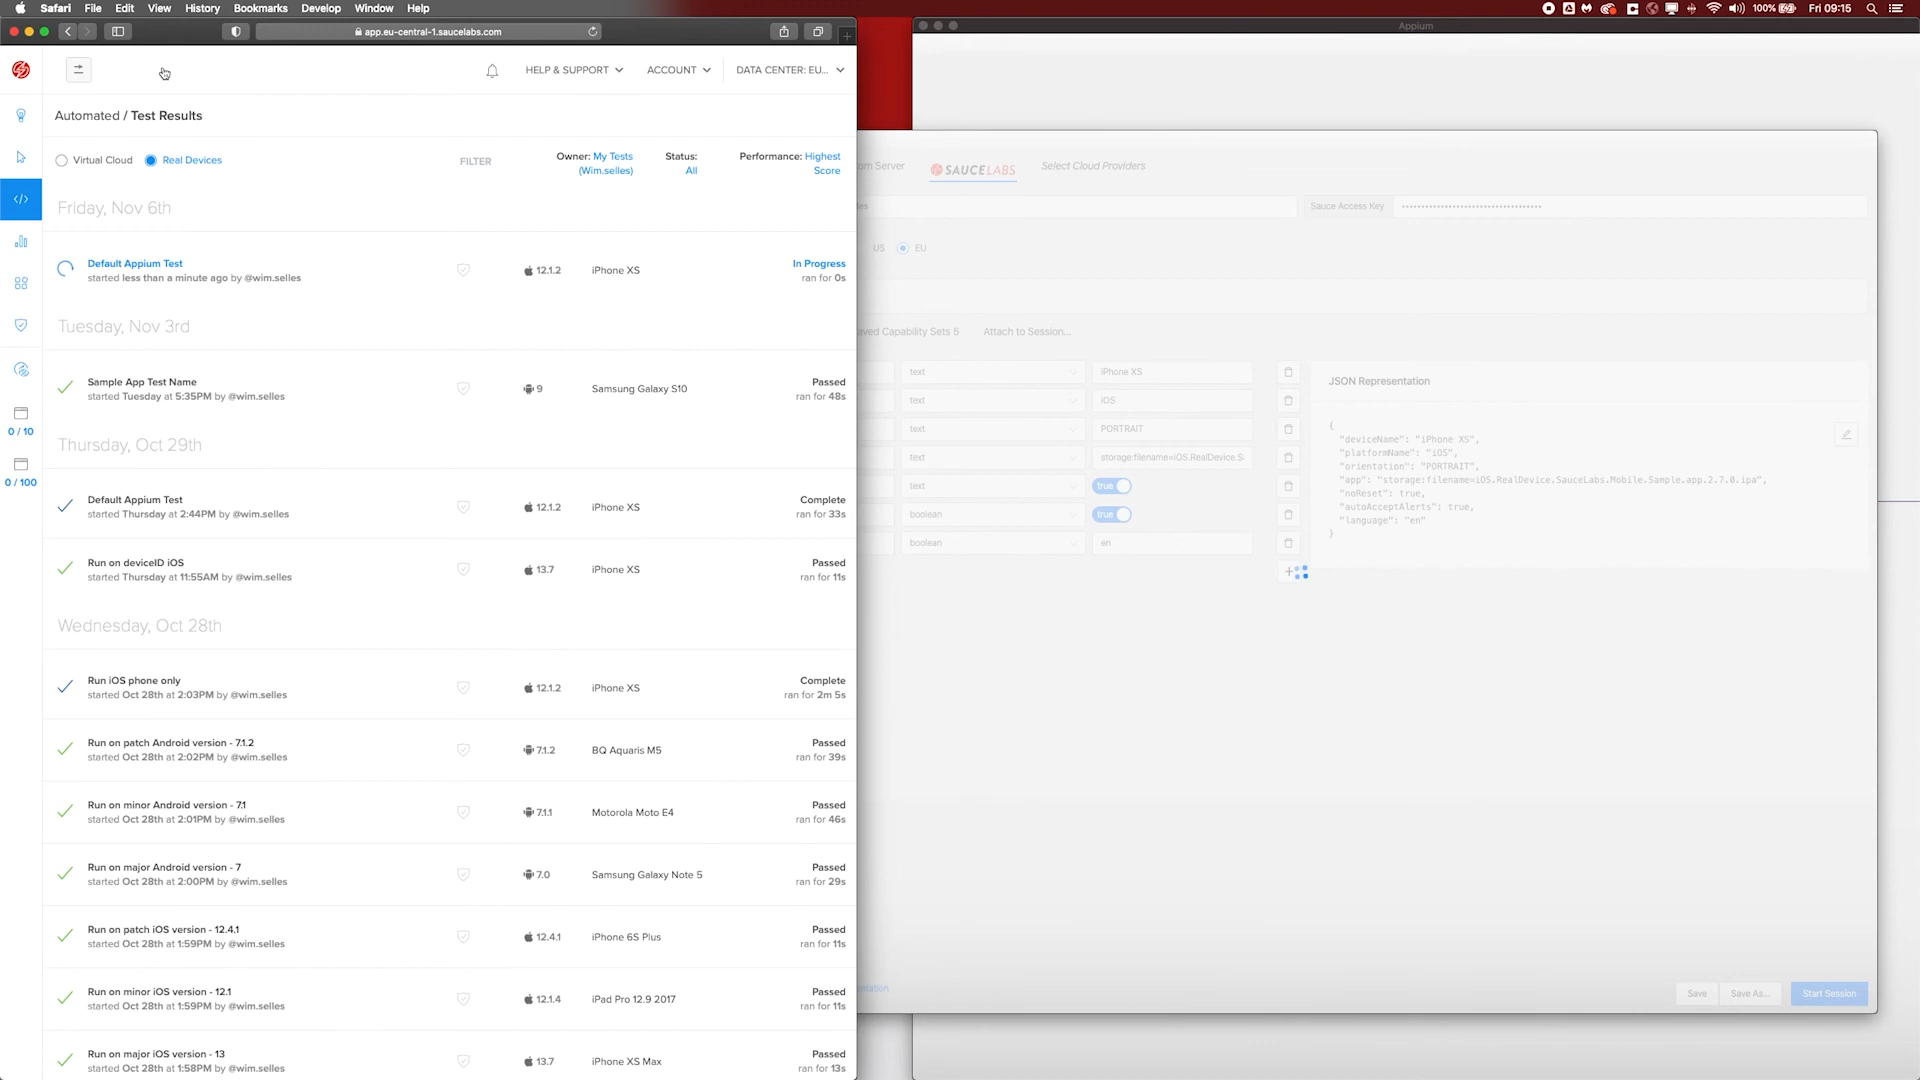 Safari File Edit View History Bookmarks Develop Window Help
100% Fri 09:15
app.eu-central-1.saucelabs.com
Appium
HELP & SUPPORT ACCOUNT DATA CENTER: EU...
Automated / Test Results
Virtual Cloud Real Devices
FILTER
Owner: My Tests (Wim.selles)
Status: All
Performance: Highest Score
Friday, Nov 6th
Default Appium Test 12.1.2 iPhone XS In Progress
started less than a minute ago by @wim.selles ran for 0s
Tuesday, Nov 3rd
Sample App Test Name 9 Samsung Galaxy S10 Passed
started Tuesday at 5:35PM by @wim.selles ran for 48s
0 / 10
Thursday, Oct 29th
0 / 100
Default Appium Test 12.1.2 iPhone XS Complete
started Thursday at 2:44PM by @wim.selles ran for 33s
Run on deviceID iOS 13.7 iPhone XS Passed
started Thursday at 11:55AM by @wim.selles ran for 11s
Wednesday, Oct 28th
Run iOS phone only 12.1.2 iPhone XS Complete
started Oct 28th at 2:03PM by @wim.selles ran for 2m 5s
Run on patch Android version - 7.1.2 7.1.2 BQ Aquaris M5 Passed
started Oct 28th at 2:02PM by @wim.selles ran for 39s
Run on minor Android version - 7.1 7.1.1 Motorola Moto E4 Passed
started Oct 28th at 2:01PM by @wim.selles ran for 46s
Run on major Android version - 7 7.0 Samsung Galaxy Note 5 Passed
started Oct 28th at 2:00PM by @wim.selles ran for 29s
Run on patch iOS version - 12.4.1 12.4.1 iPhone 6S Plus Passed
started Oct 28th at 1:59PM by @wim.selles ran for 11s
Run on minor iOS version - 12.1 12.1.4 iPad Pro 12.9 2017 Passed
started Oct 28th at 1:59PM by @wim.selles ran for 11s
Run on major iOS version - 13 13.7 iPhone XS Max Passed
started Oct 28th at 1:58PM by @wim.selles ran for 13s
om Server SAUCELABS Select Cloud Providers
les Sauce Access Key
US EU
aved Capability Sets 5 Attach to Session...
text iPhone XS
text iOS
text PORTRAIT
text storage:filename=iOS.RealDevice.S
text true
boolean true
boolean en
JSON Representation
{
"deviceName": "iPhone XS",
"platformName": "iOS",
"orientation": "PORTRAIT",
"app": "storage:filename=iOS.RealDevice.SauceLabs.Mobile.Sample.app.2.7.0.ipa",
"noReset": true,
"autoAcceptAlerts": true,
"language": "en"
}
entation
Save Save As... Start Session